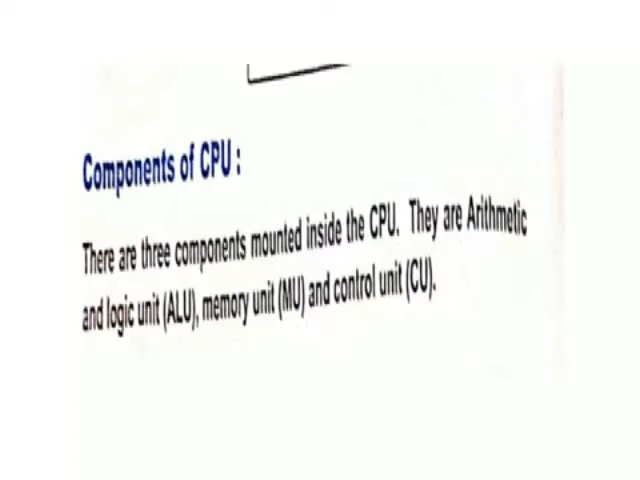 Components of CPU :
There are three components mounted inside the CPU. They are Arithmetic
and logic unit (ALU), memory unit (MU) and control unit (CU).